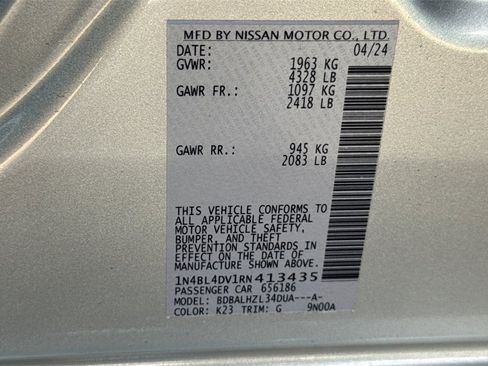 MFD BY NISSAN MOTOR CO., LTD.
DATE: 04/24
GVWR: 1963 KG
4328 LB
GAWR FR.: 1097 KG
2418 LB
GAWR RR.: 945 KG
2083 LB
THIS VEHICLE CONFORMS TO
ALL APPLICABLE FEDERAL
MOTOR VEHICLE SAFETY,
BUMPER, AND THEFT
PREVENTION STANDARDS IN
EFFECT ON THE DATE OF
MANUFACTURE SHOWN ABOVE.
1N4BL4DV1RN413435
PASSENGER CAR 656186
MODEL: BDBALHZL34DUA---A-
COLOR: K23 TRIM: G 9N00A